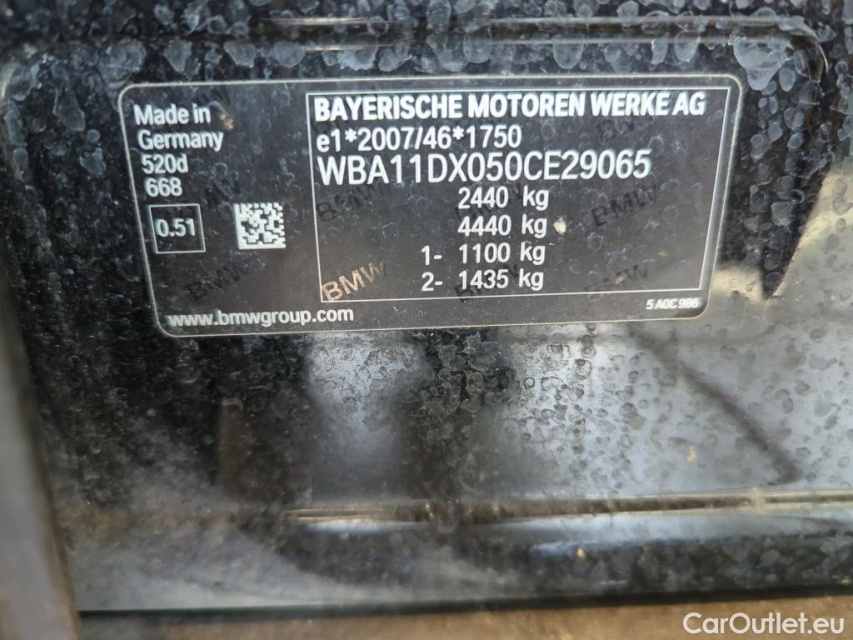 Made in
Germany
520d
668
0.51
BAYERISCHE MOTOREN WERKE AG
e1*2007/46*1750
WBA11DX050CE29065
2440 kg
4440 kg
1- 1100 kg
2- 1435 kg
BMW
www.bmwgroup.com
5 A0C 986
CarOutlet.eu